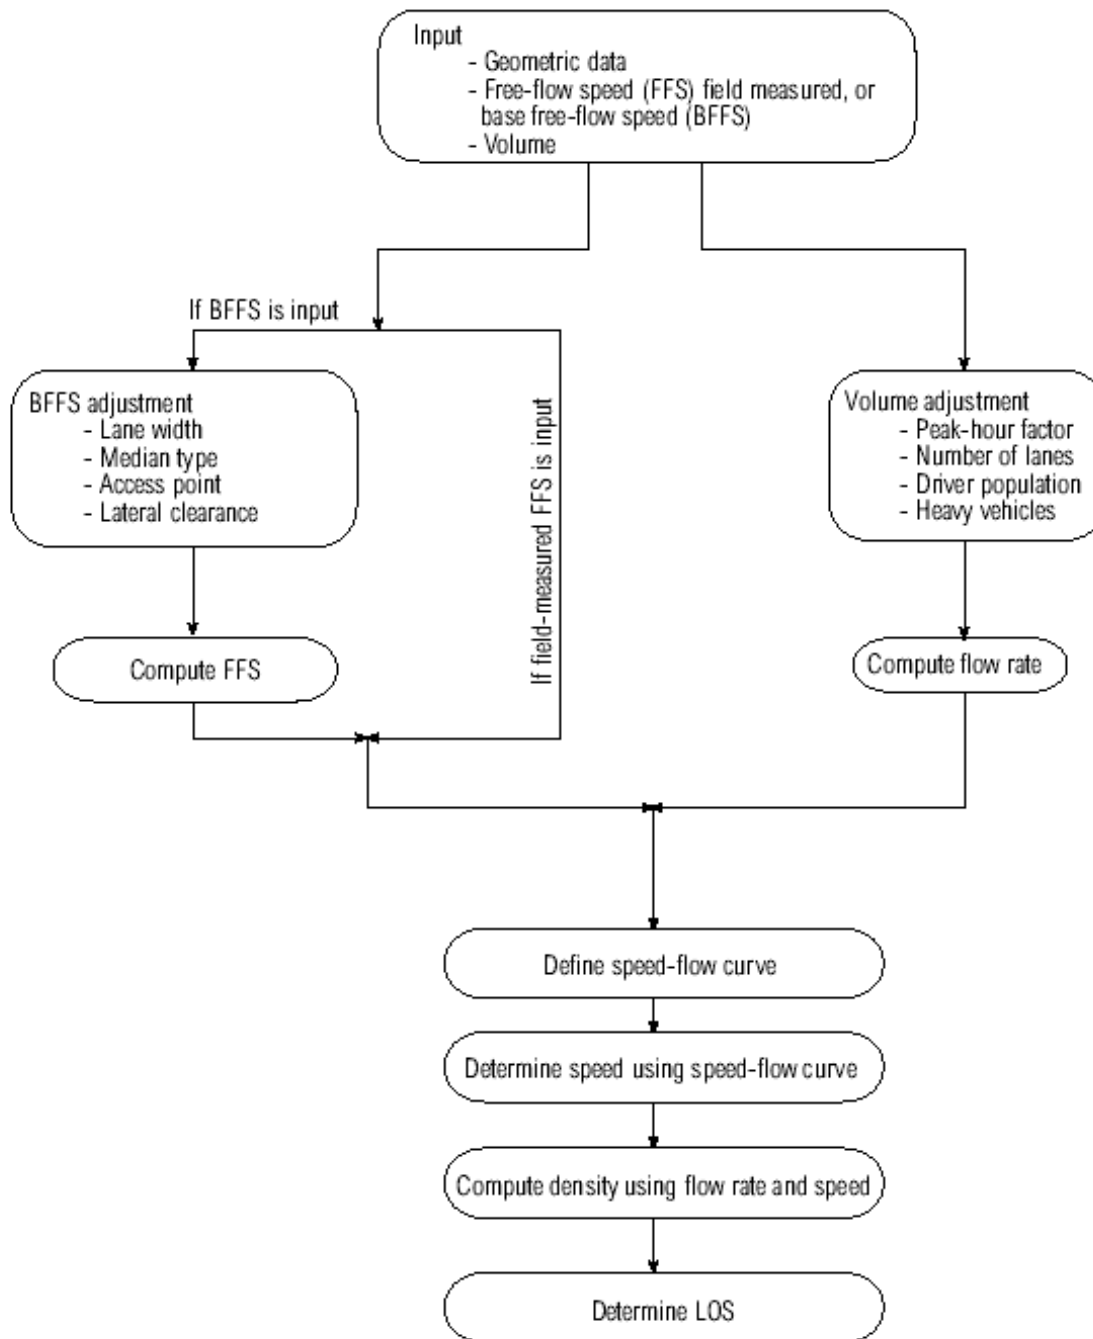 Input
- Geometric data
- Free-flow speed (FFS) field measured, or
base free-flow speed (BFFS)
- Volume
If BFFS is input
BFFS adjustment
- Lane width
- Median type
- Access point
- Lateral clearance
If field-measured FFS is input
Volume adjustment
- Peak-hour factor
- Number of lanes
- Driver population
- Heavy vehicles
Compute FFS
Compute flow rate
Define speed-flow curve
Determine speed using speed-flow curve
Compute density using flow rate and speed
Determine LOS